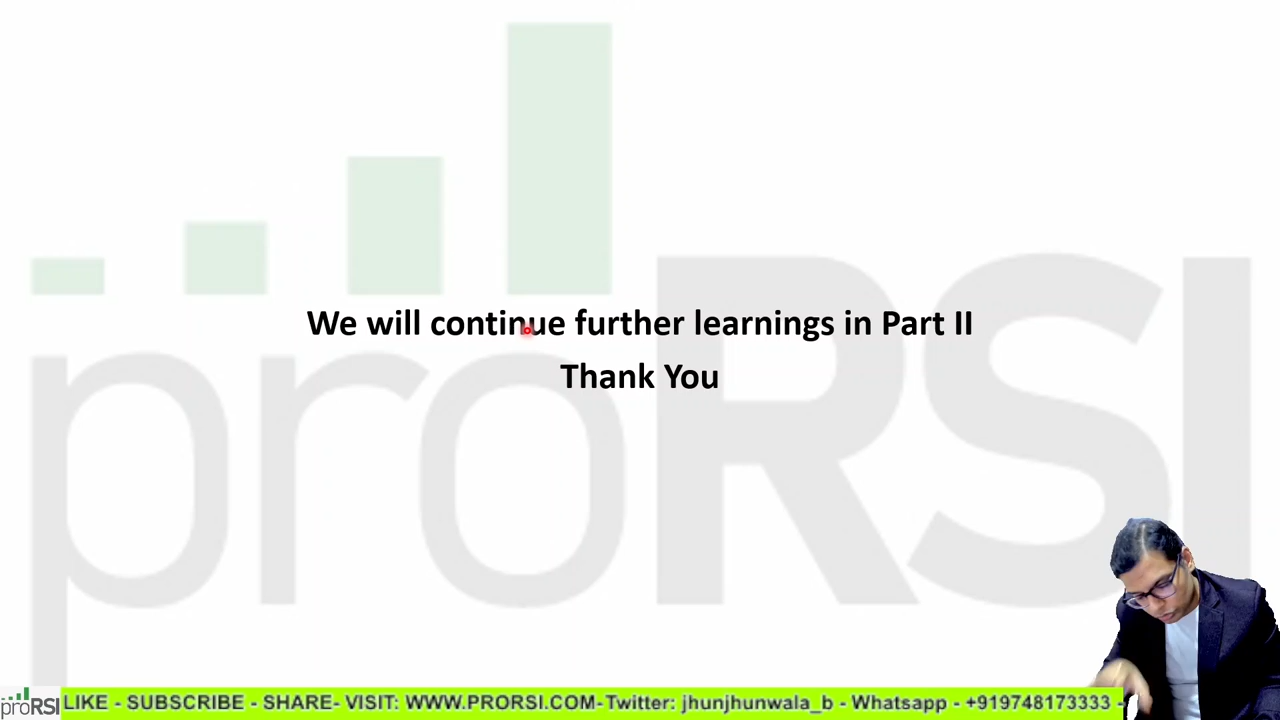 We will continue further learnings in Part II
Thank You
proRSI
proRSI LIKE - SUBSCRIBE - SHARE- VISIT: WWW.PRORSI.COM-Twitter: jhunjhunwala_b - Whatsapp - +919748173333 -